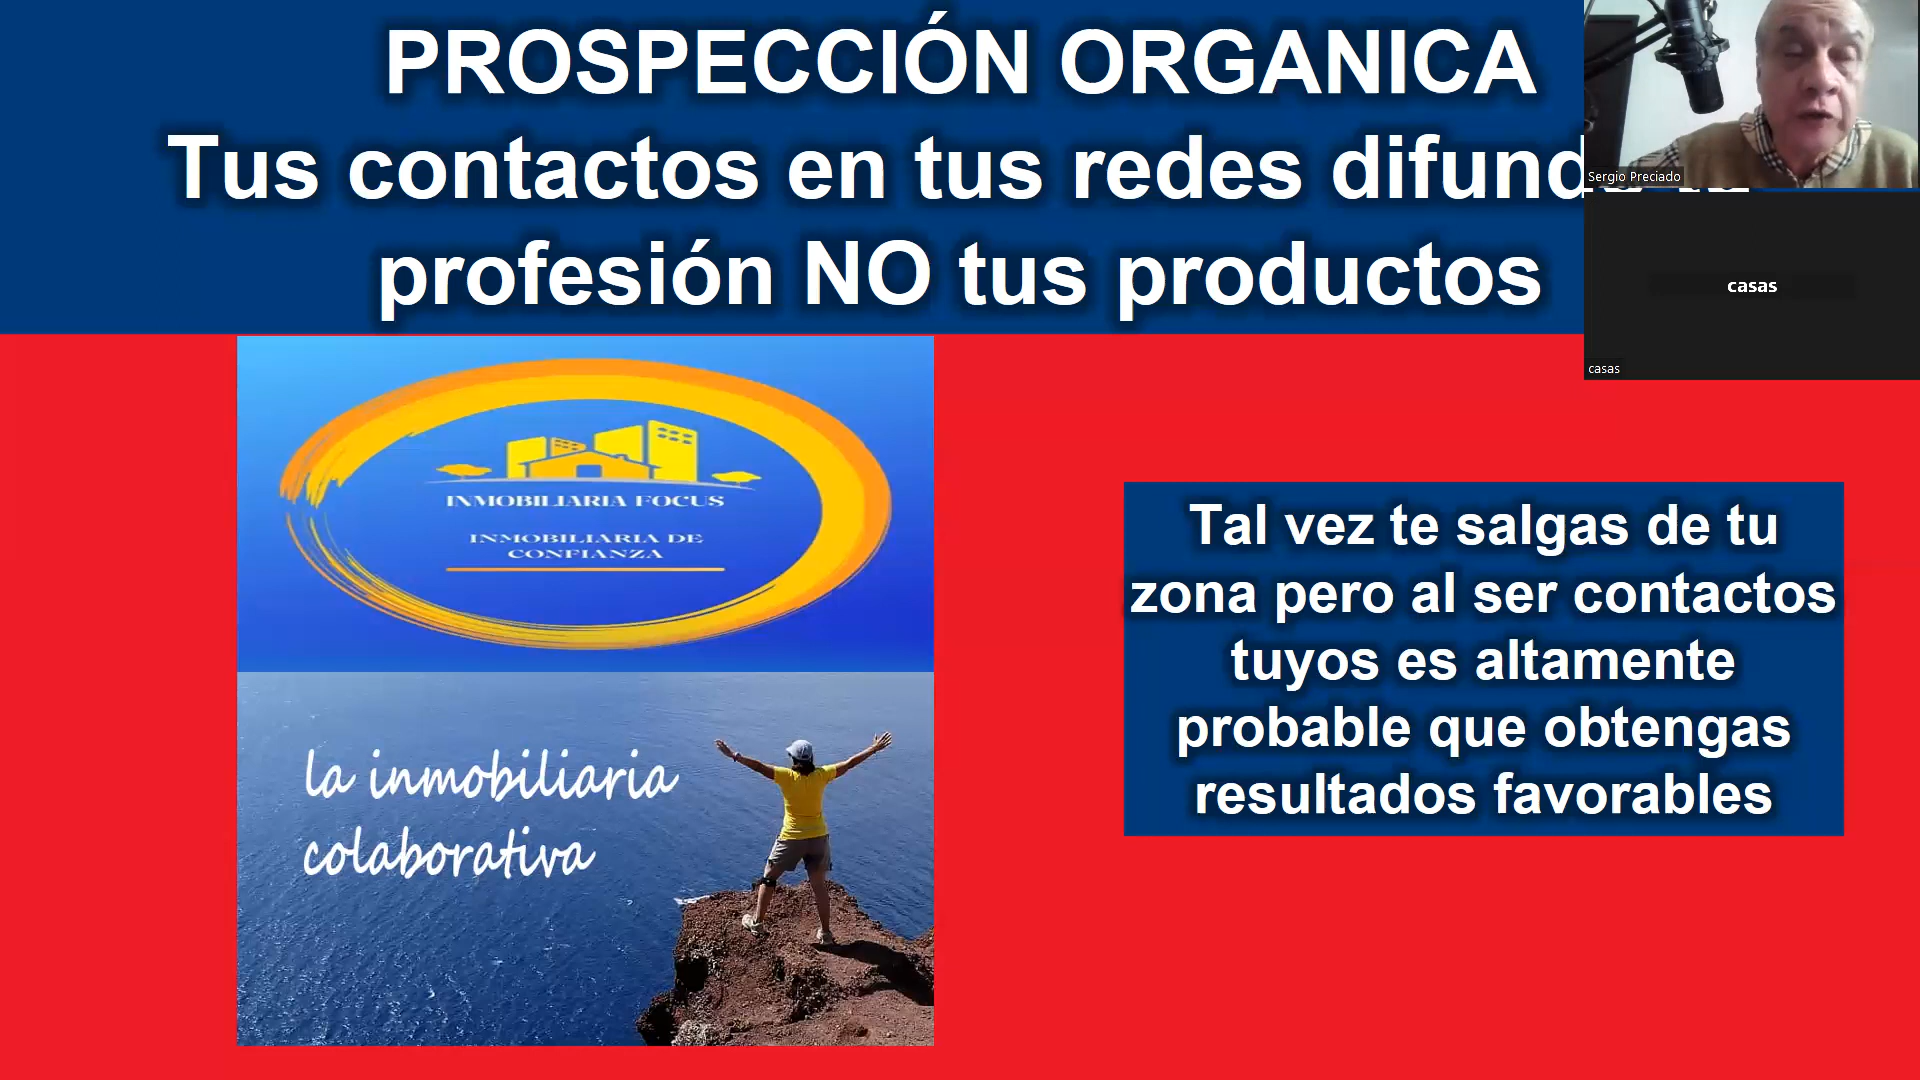 PROSPECCIÓN ORGANICA
Tus contactos en tus redes
profesión NO tus productos
Sergio Preciado
casas
casas
INMOBILIARIA FOCUS
INMOBILIARIA DE
CONFIANZA
la inmobiliaria
colaborativa
Tal vez te salgas de tu
zona pero al ser contactos
tuyos es altamente
probable que obtengas
resultados favorables